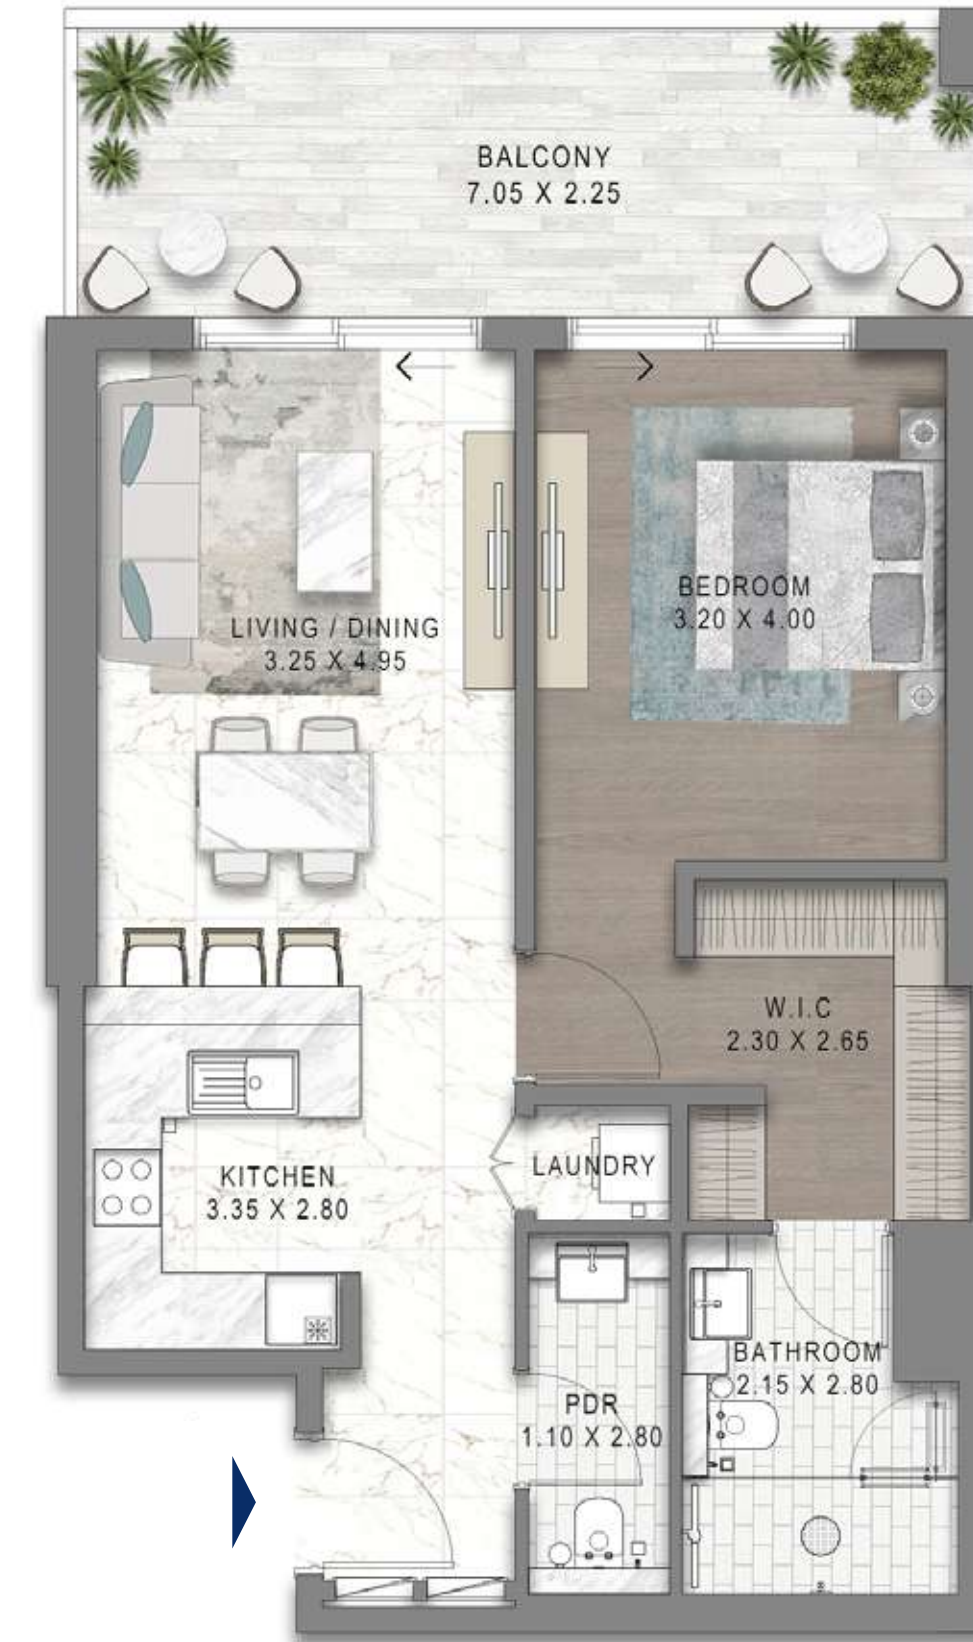 BALCONY
7.05 X 2.25
LIVING / DINING
3.25 X 4.95
BEDROOM
3.20 X 4.00
W.I.C
2.30 X 2.65
LAUNDRY
KITCHEN
3.35 X 2.80
BATHROOM
2.15 X 2.80
PDR
1.10 X 2.80